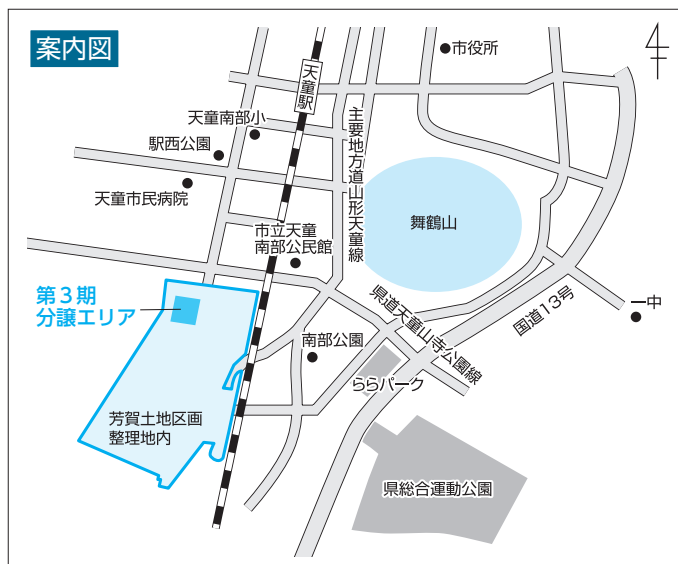 案内図
市役所
天童駅
天童南部小
駅西公園
主要地方道山形天童線
天童市民病院
舞鶴山
市立天童
南部公民館
第３期
分譲エリア
県道天童山寺公園線
国道13号
一中
南部公園
ららパーク
芳賀土地区画
整理地内
県総合運動公園